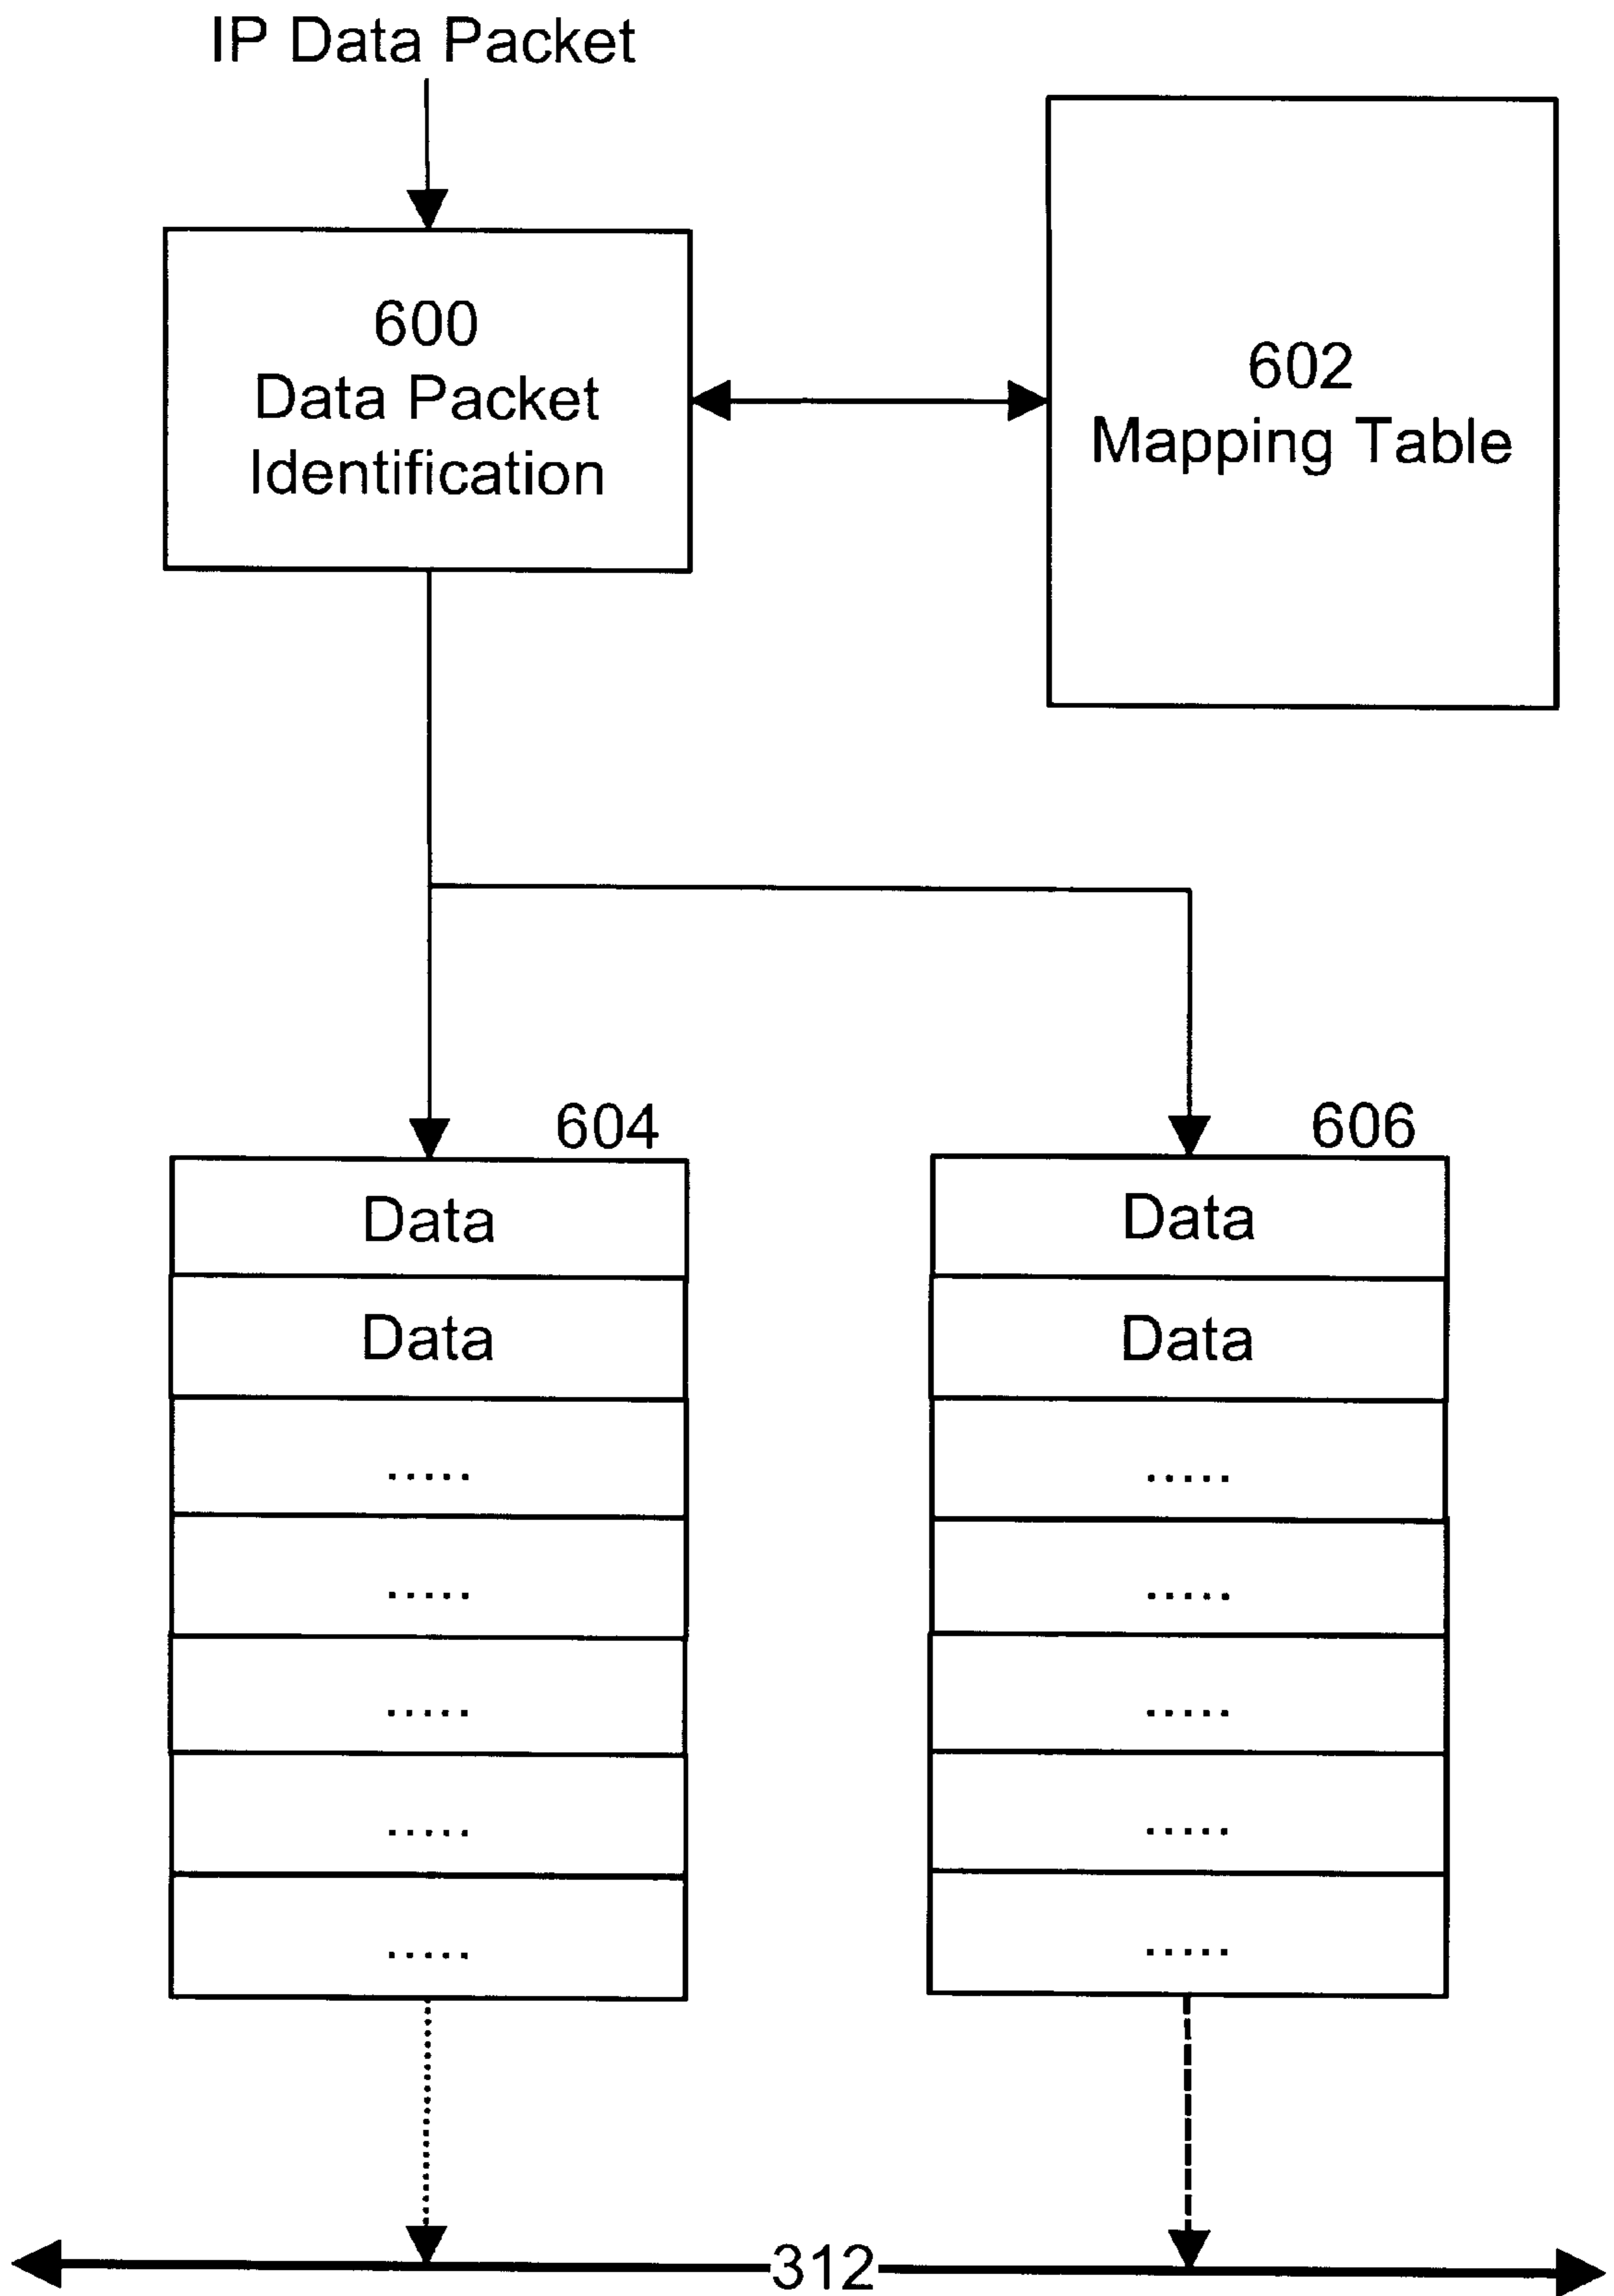 IP Data Packet
600
Data Packet
Identification
602
Mapping Table
604
606
Data
Data
Data
Data
.....
.....
.....
.....
.....
.....
.....
.....
.....
.....
312